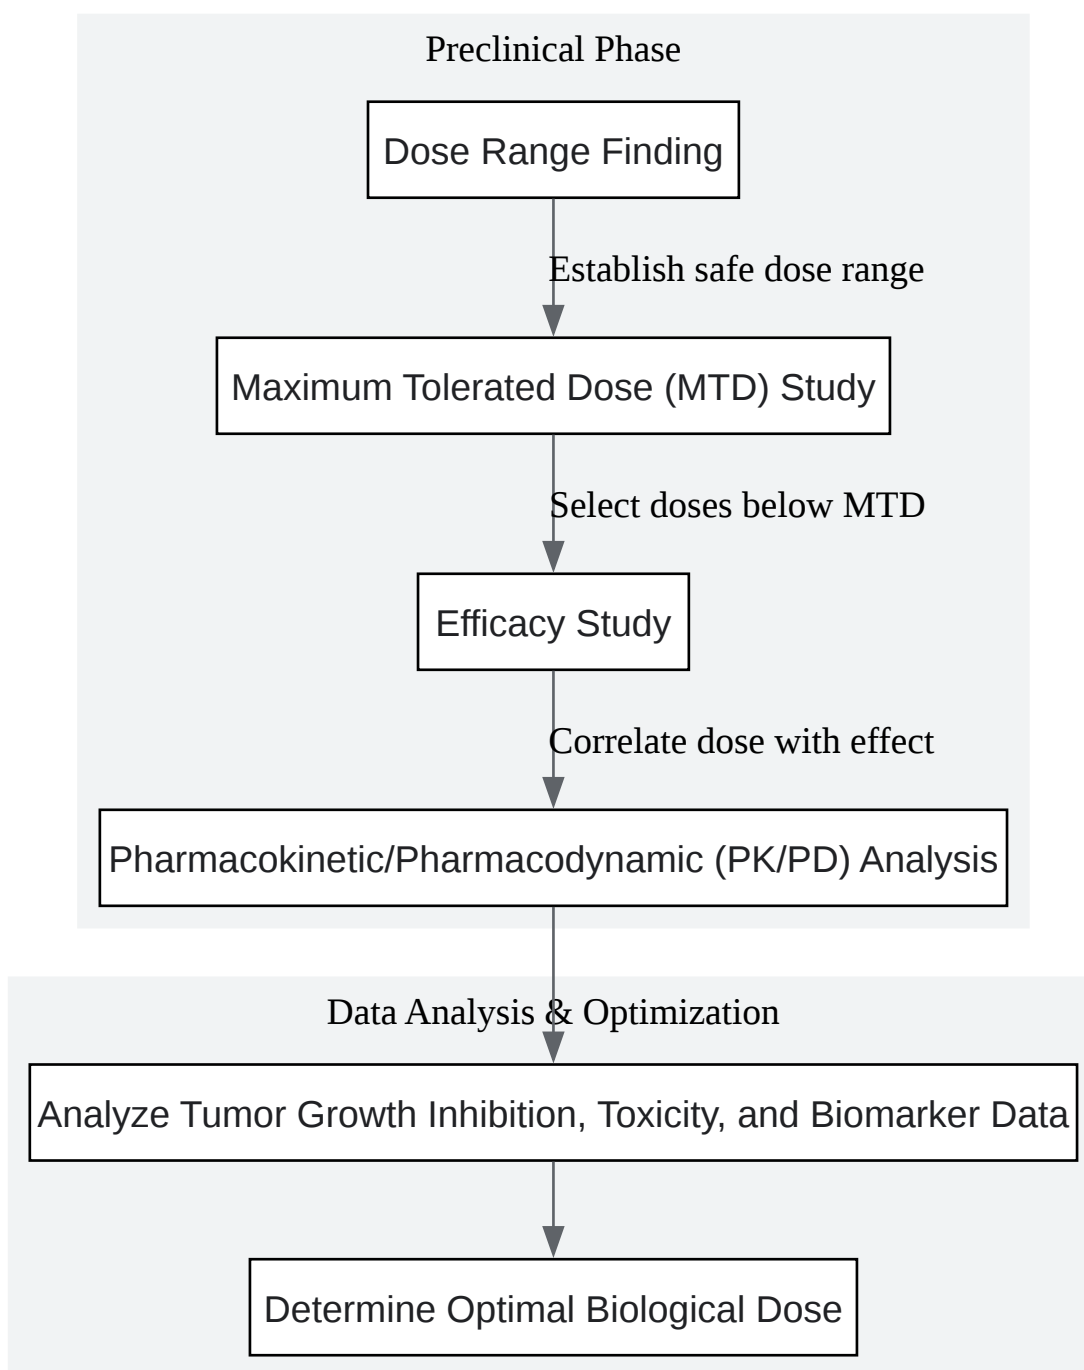 Preclinical Phase
Dose Range Finding
Establish safe dose range
Maximum Tolerated Dose (MTD) Study
Select doses below MTD
Efficacy Study
Correlate dose with effect
Pharmacokinetic/Pharmacodynamic (PK/PD) Analysis
Data Analysis & Optimization
Analyze Tumor Growth Inhibition, Toxicity, and Biomarker Data
Determine Optimal Biological Dose